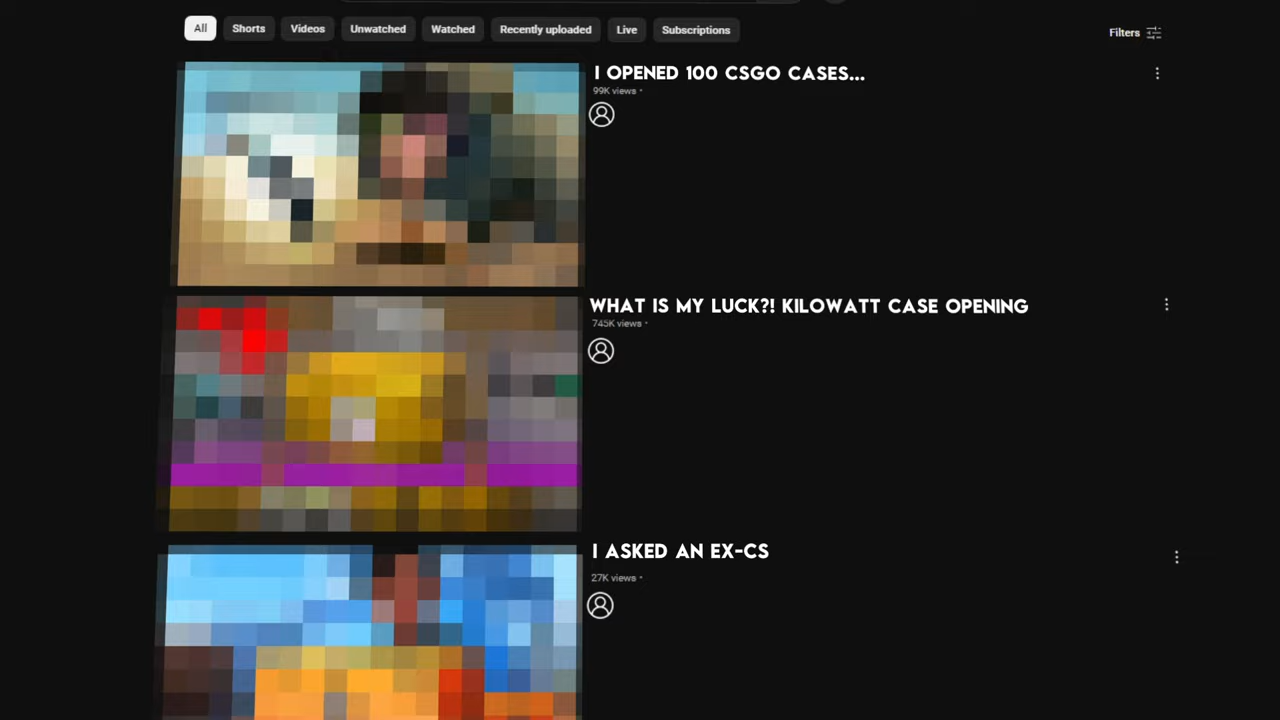 All
Shorts
Videos
Unwatched
Watched
Recently uploaded
Live
Subscriptions
Filters
I OPENED 100 CSGO CASES...
99K views •
WHAT IS MY LUCK?! KILOWATT CASE OPENING
745K views •
I ASKED AN EX-CS
27K views •